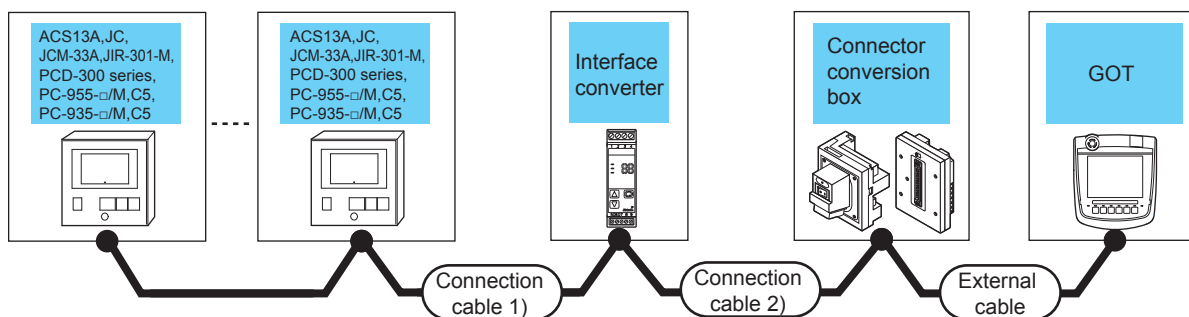 ACS13A,JC,
JCM-33A,JIR-301-M,
PCD-300 series,
PC-955-□/M,C5,
PC-935-□/M,C5
ACS13A,JC,
JCM-33A,JIR-301-M,
PCD-300 series,
PC-955-□/M,C5,
PC-935-□/M,C5
Interface
converter
Connector
conversion
box
GOT
Connection
cable 1)
Connection
cable 2)
External
cable